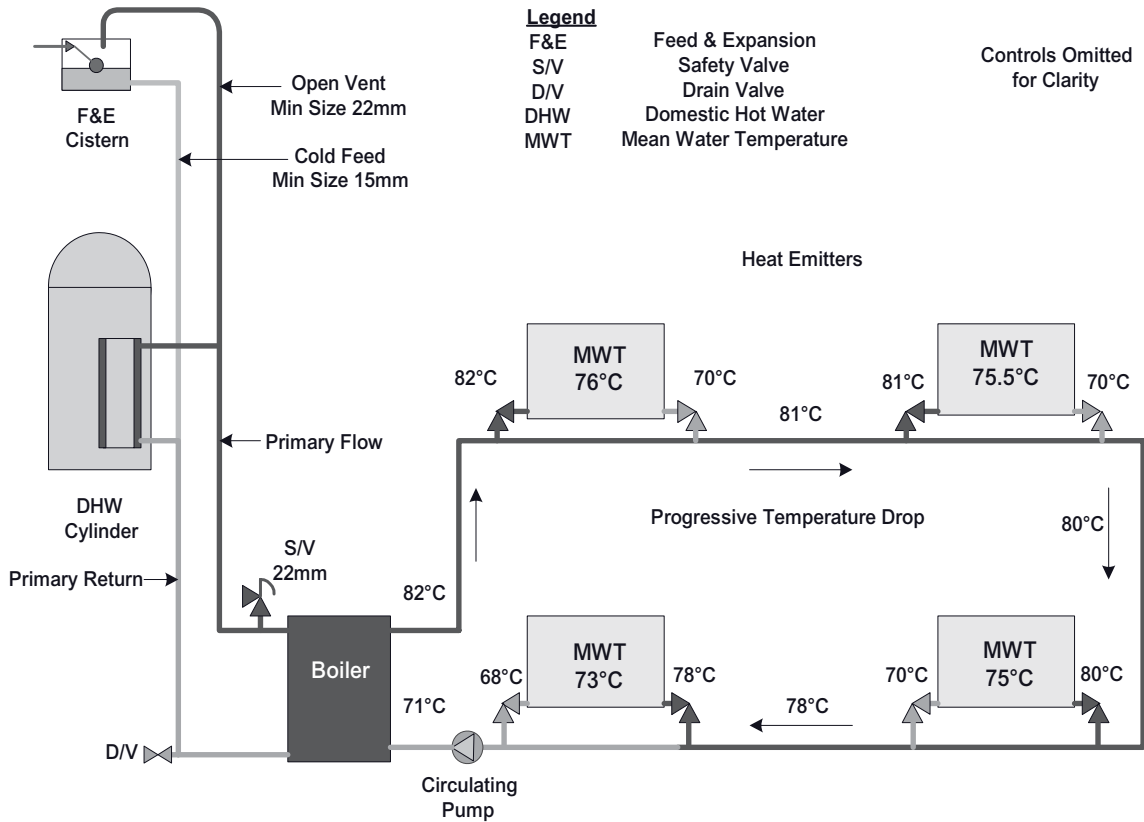 Legend
F&E Feed & Expansion
S/V Safety Valve
D/V Drain Valve
DHW Domestic Hot Water
MWT Mean Water Temperature
Controls Omitted
for Clarity
Open Vent
Min Size 22mm
F&E
Cistern
Cold Feed
Min Size 15mm
Heat Emitters
82°C
MWT
76°C
70°C
81°C
81°C
MWT
75.5°C
70°C
Primary Flow
DHW
Cylinder
Progressive Temperature Drop
80°C
S/V
22mm
Primary Return
82°C
Boiler
71°C
68°C
MWT
73°C
78°C
78°C
70°C
MWT
75°C
80°C
D/V
Circulating
Pump